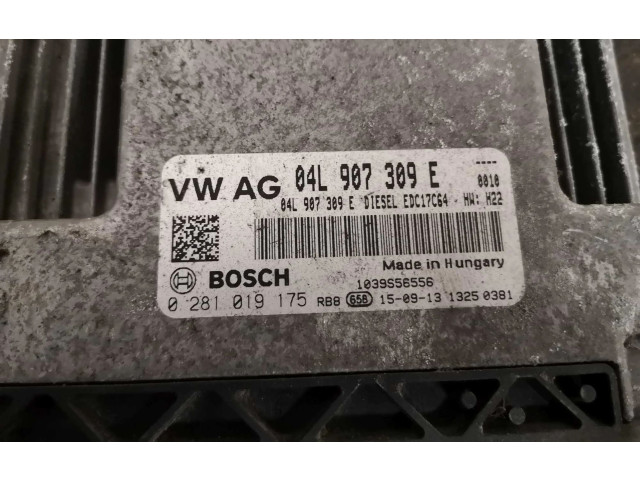 VW AG 04L 907 309 E ----
0010
04L 907 309 E DIESEL EDC17C64 - HW: H22
Made in Hungary
BOSCH 1039S56556
0 281 019 175 RB8 658 15-09-13 1325 0381